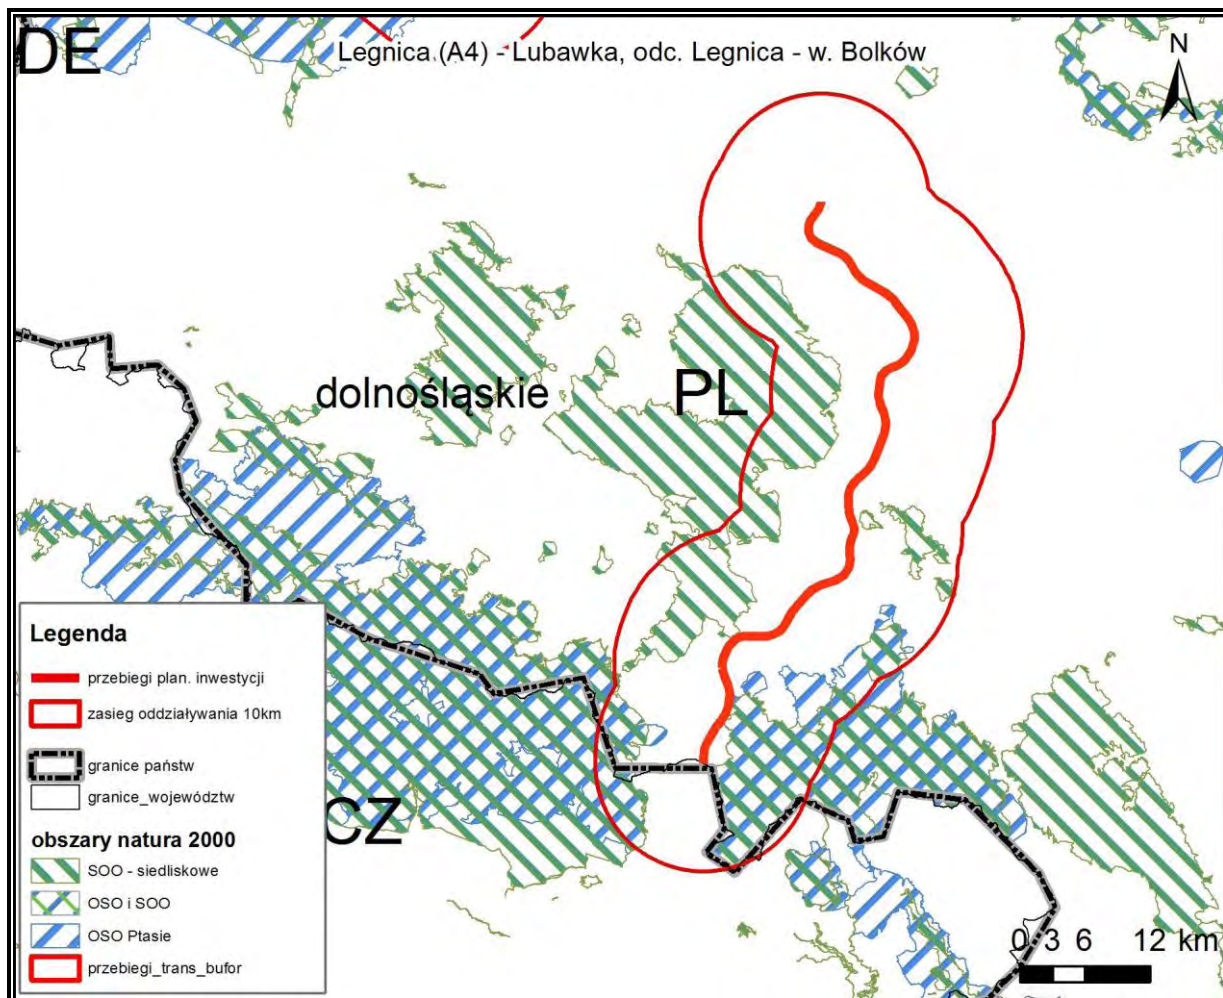 DE
Legnica (A4) - Lubawka, odc. Legnica - w. Bolków
N
dolnośląskie
PL
CZ
Legenda
przebiegi plan. inwestycji
zasieg oddziaływania 10km
granice państw
granice_województw
obszary natura 2000
SOO - siedliskowe
OSO i SOO
OSO Ptasie
przebiegi_trans_bufor
0 3 6 12 km